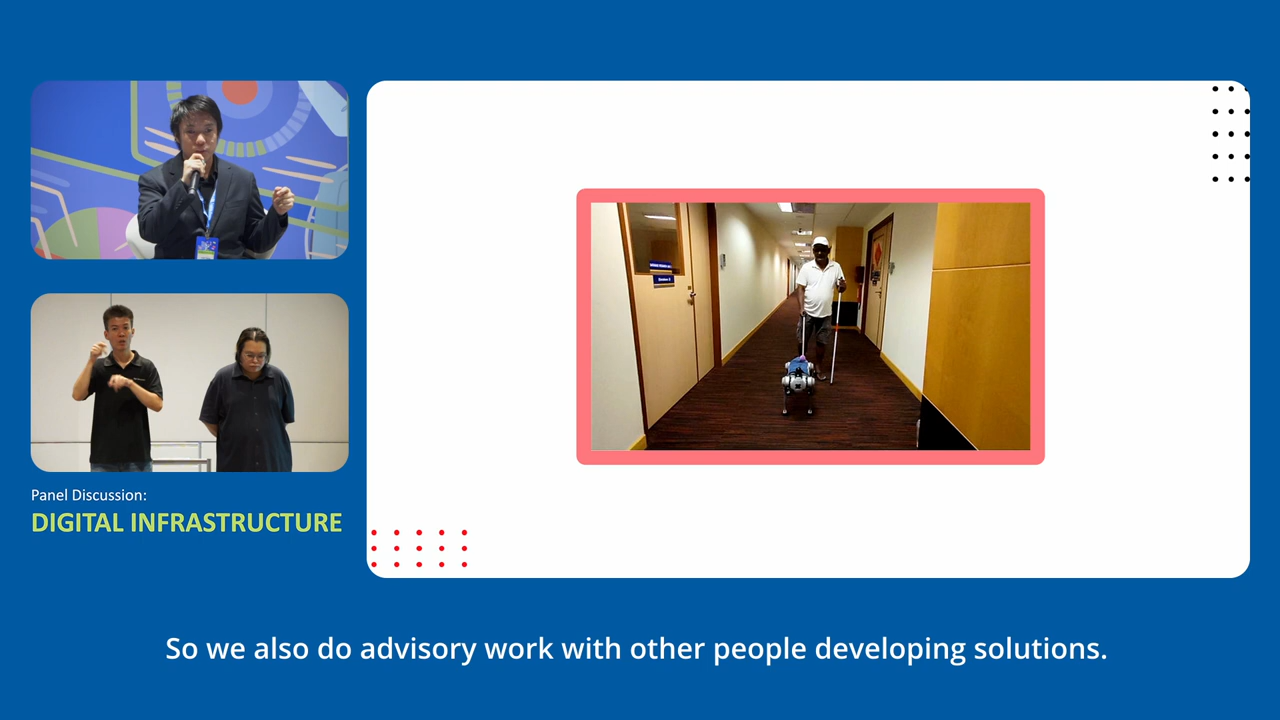 Panel Discussion:
DIGITAL INFRASTRUCTURE
So we also do advisory work with other people developing solutions.